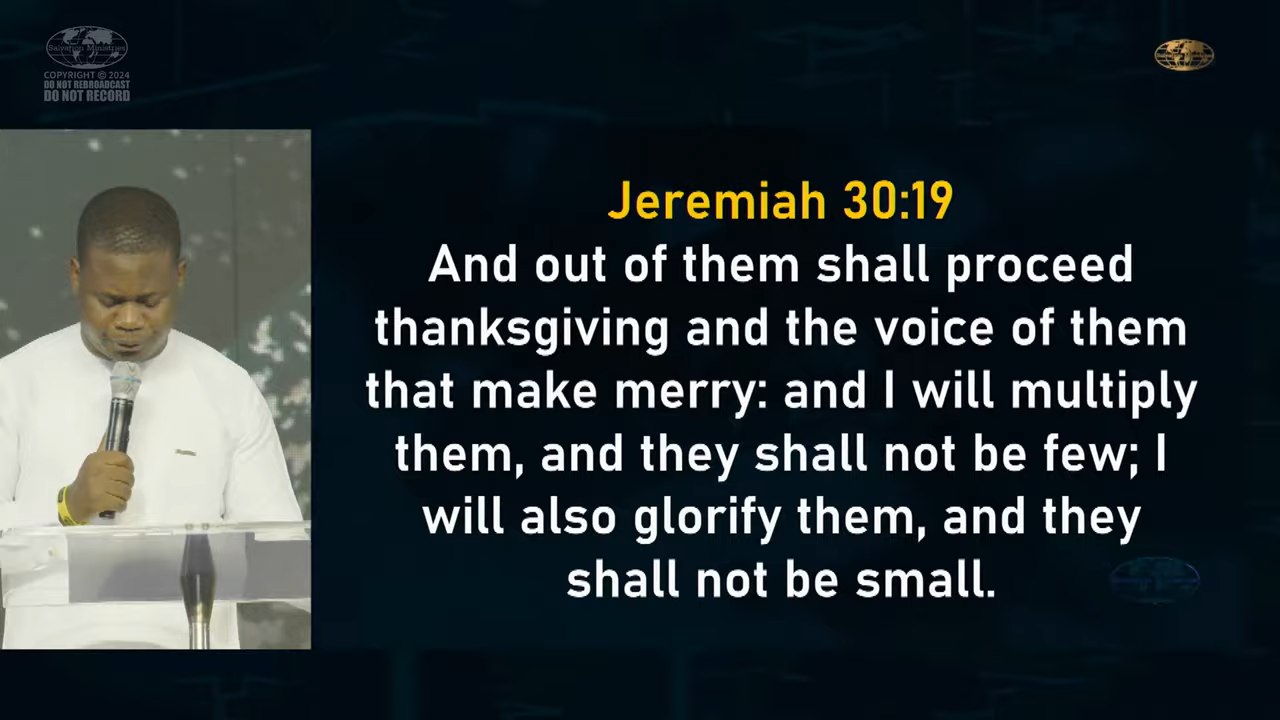 Salvation Ministries
COPYRIGHT © 2024
DO NOT REBROADCAST
DO NOT RECORD
Jeremiah 30:19
And out of them shall proceed
thanksgiving and the voice of them
that make merry: and I will multiply
them, and they shall not be few; I
will also glorify them, and they
shall not be small.